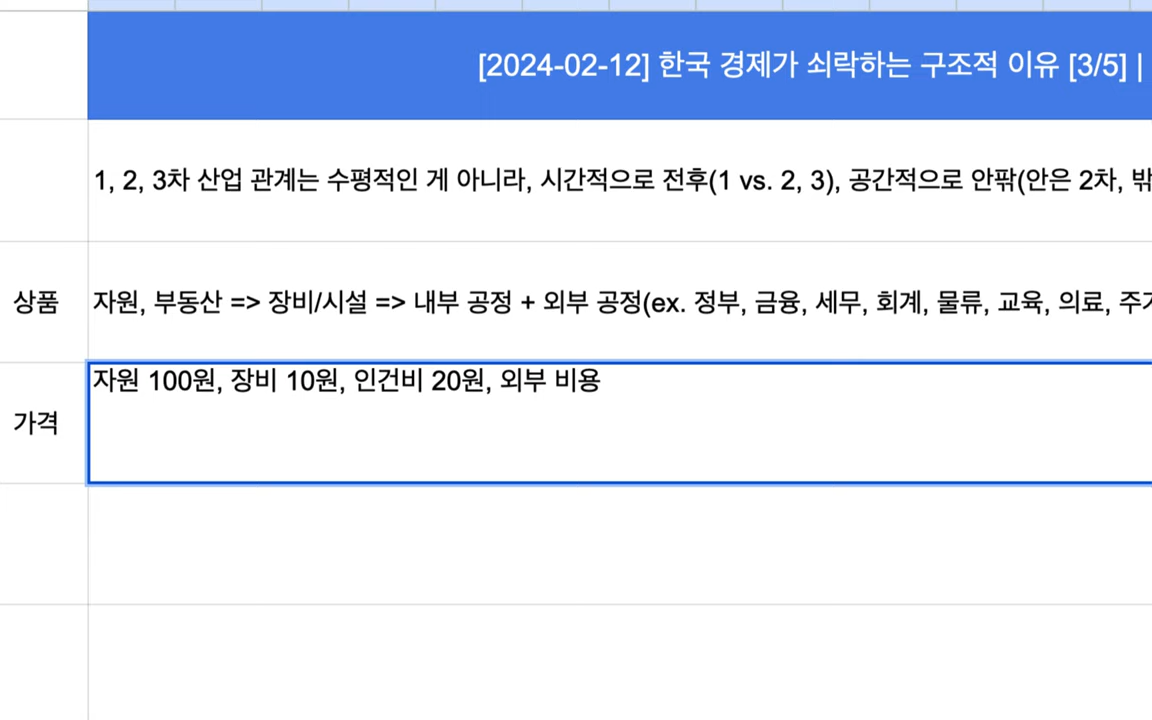 [2024-02-12] 한국 경제가 쇠락하는 구조적 이유 [3/5] |
1, 2, 3차 산업 관계는 수평적인 게 아니라, 시간적으로 전후(1 vs. 2, 3), 공간적으로 안팎(안은 2차,
상품 자원, 부동산 => 장비/시설 => 내부 공정 + 외부 공정(ex. 정부, 금융, 세무, 회계, 물류, 교육, 의료,
자원 100원, 장비 10원, 인건비 20원, 외부 비용
가격